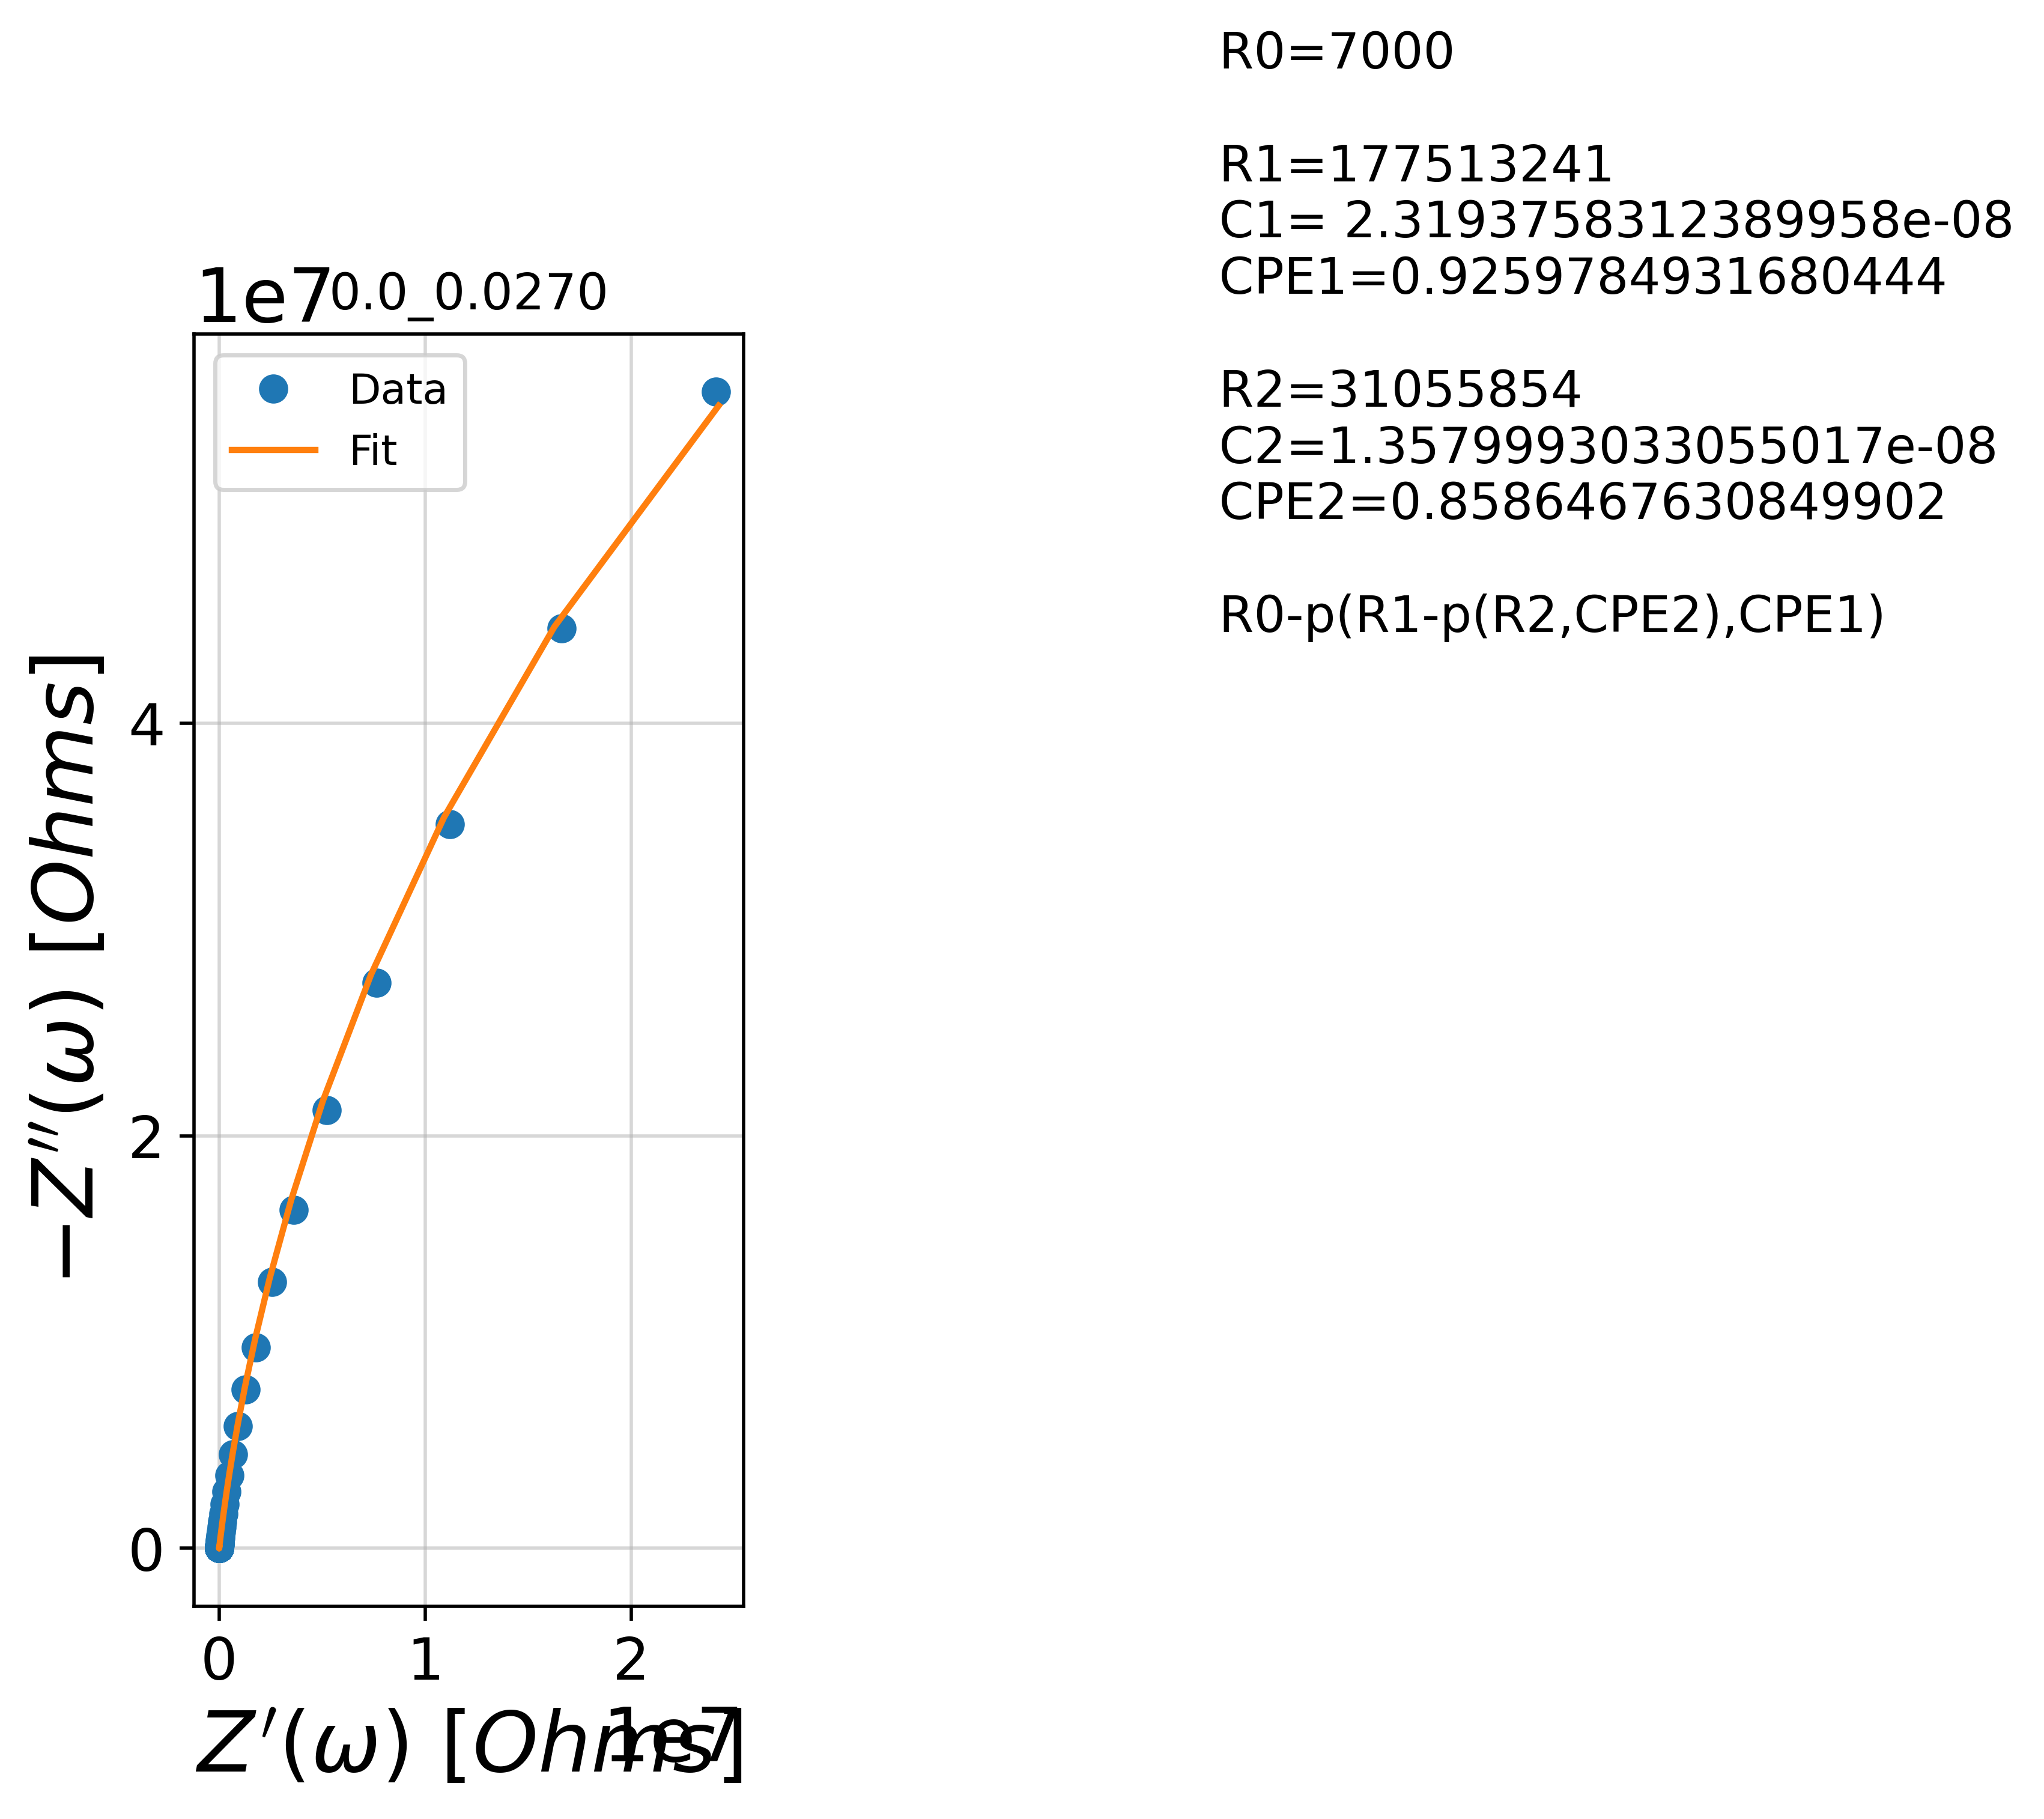 R0=7000
R1=177513241
C1= 2.3193758312389958e-08
CPE1=0.9259784931680444
R2=31055854
C2=1.3579993033055017e-08
CPE2=0.8586467630849902
R0-p(R1-p(R2,CPE2),CPE1)
1e7
0.0_0.0270
Data
Fit
−Z′′(ω) [Ohms]
4
2
0
0 1 2
Z′(ω) [Ohms]
1e7